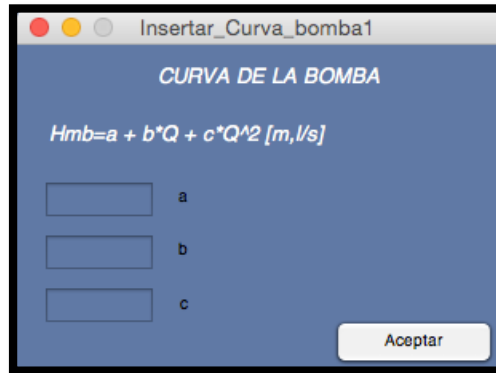 Insertar_Curva_bomba1
CURVA DE LA BOMBA
Hmb=a + b*Q + c*Q^2 [m,l/s]
a
b
c
Aceptar